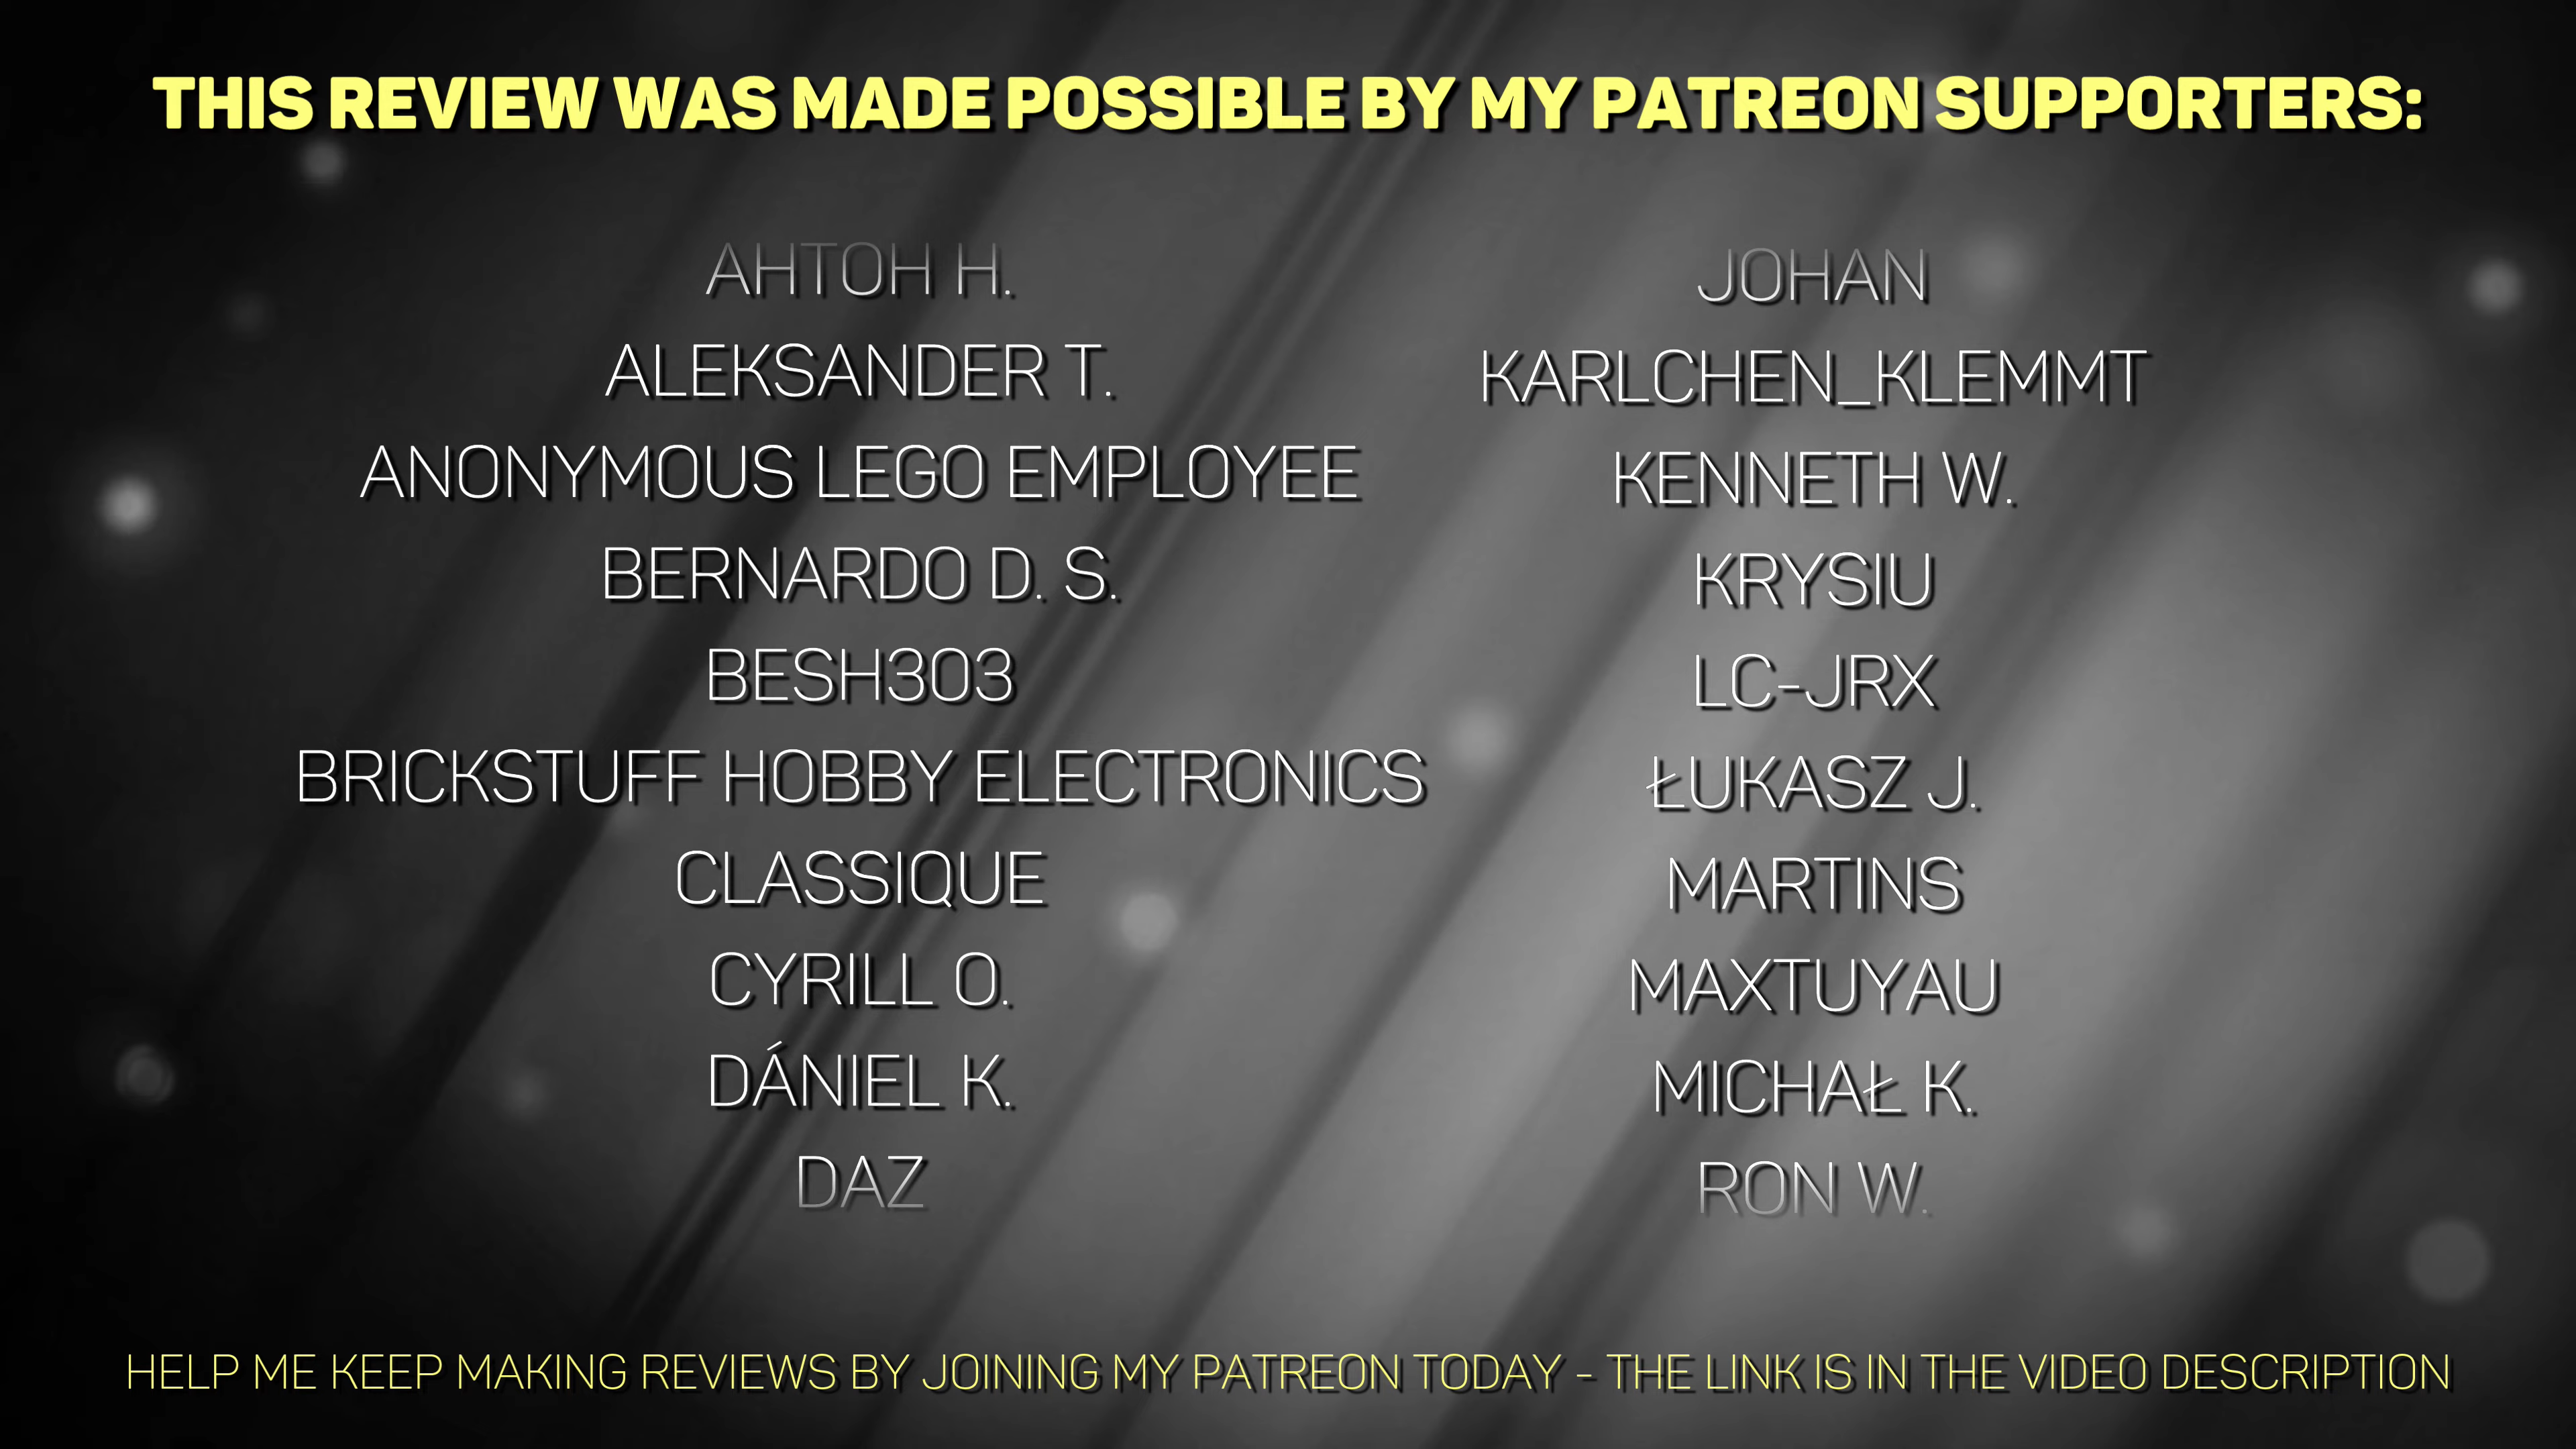 THIS REVIEW WAS MADE POSSIBLE BY MY PATREON SUPPORTERS:
АНТОН Н.
ALEKSANDER T.
ANONYMOUS LEGO EMPLOYEE
BERNARDO D. S.
BESH303
BRICKSTUFF HOBBY ELECTRONICS
CLASSIQUE
CYRILL O.
DÁNIEL K.
DAZ
JOHAN
KARLCHEN_KLEMMT
KENNETH W.
KRYSIU
LC-JRX
ŁUKASZ J.
MARTINS
MAXTUYAU
MICHAŁ K.
RON W.
HELP ME KEEP MAKING REVIEWS BY JOINING MY PATREON TODAY - THE LINK IS IN THE VIDEO DESCRIPTION